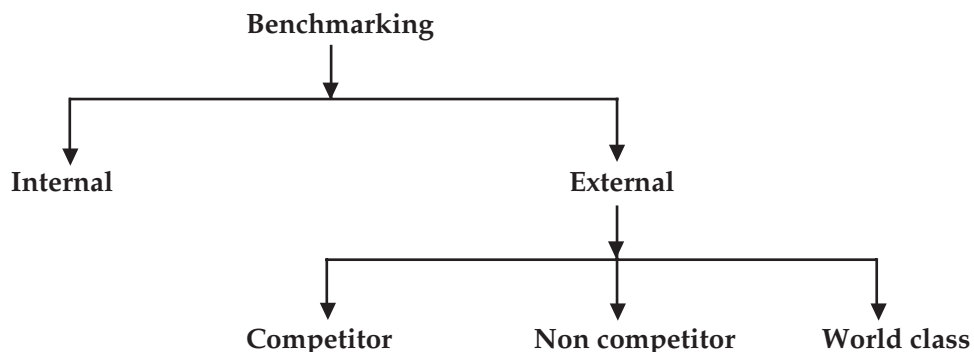 Benchmarking
Internal External
Competitor Non competitor World class